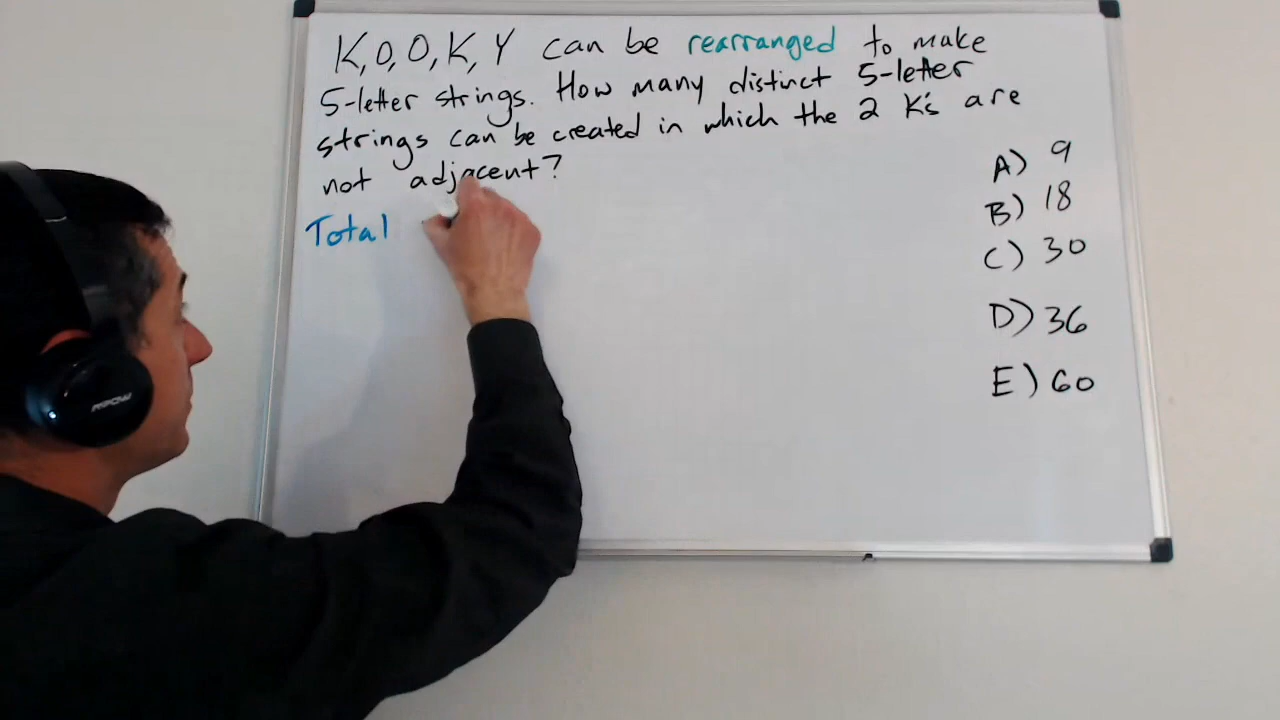 K, O, O, K, Y can be rearranged to make
5-letter strings. How many distinct 5-letter
strings can be created in which the 2 K's are
not adjacent?
Total
A) 9
B) 18
C) 30
D) 36
E) 60
MPOW